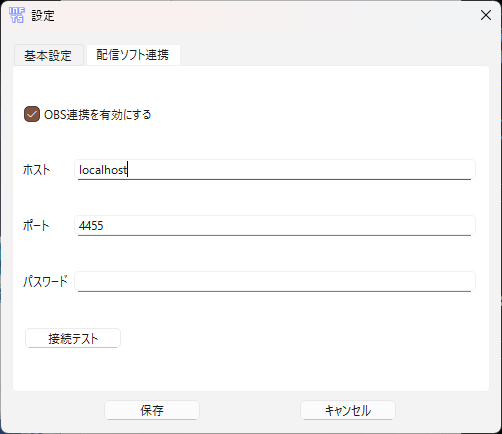 INF
TS
設定
基本設定
配信ソフト連携
OBS連携を有効にする
ホスト
localhost
ポート
4455
パスワード
接続テスト
保存
キャンセル